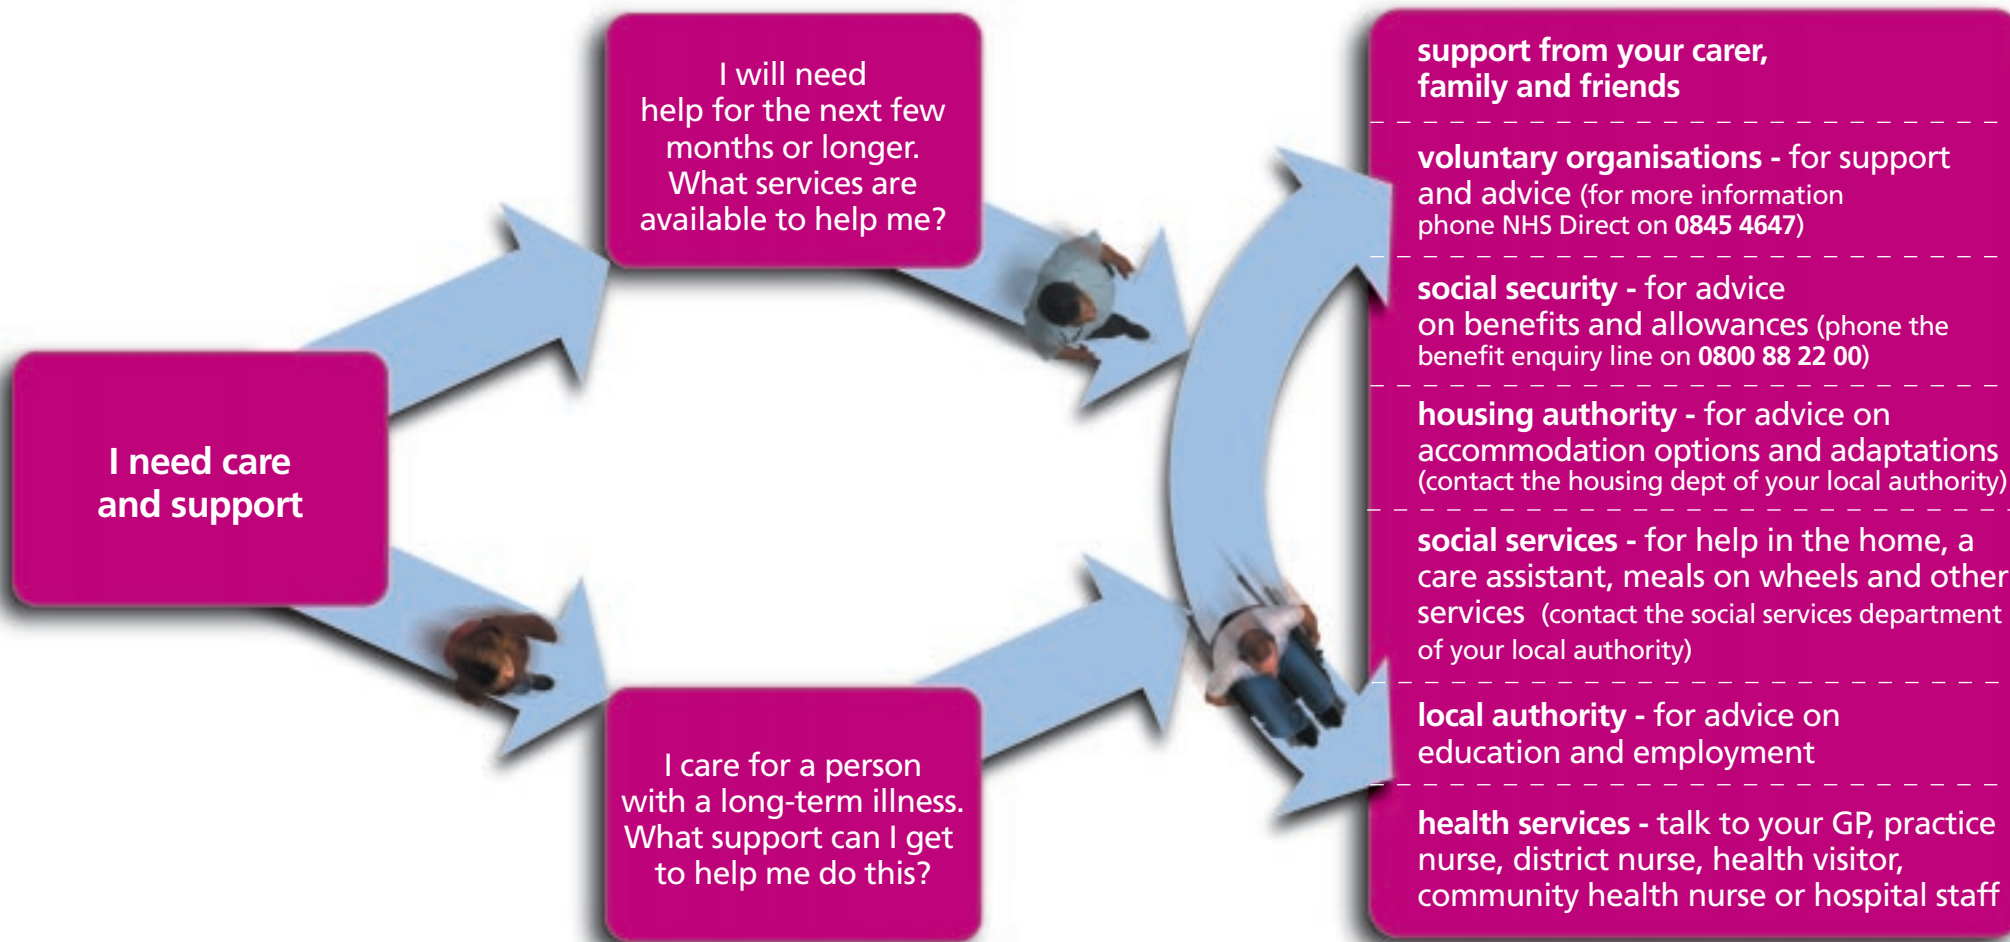 I need care
and support
I will need
help for the next few
months or longer.
What services are
available to help me?
I care for a person
with a long-term illness.
What support can I get
to help me do this?
support from your carer,
family and friends
voluntary organisations - for support
and advice (for more information
phone NHS Direct on 0845 4647)
social security - for advice
on benefits and allowances (phone the
benefit enquiry line on 0800 88 22 00)
housing authority - for advice on
accommodation options and adaptations
(contact the housing dept of your local authority)
social services - for help in the home, a
care assistant, meals on wheels and other
services (contact the social services department
of your local authority)
local authority - for advice on
education and employment
health services - talk to your GP, practice
nurse, district nurse, health visitor,
community health nurse or hospital staff